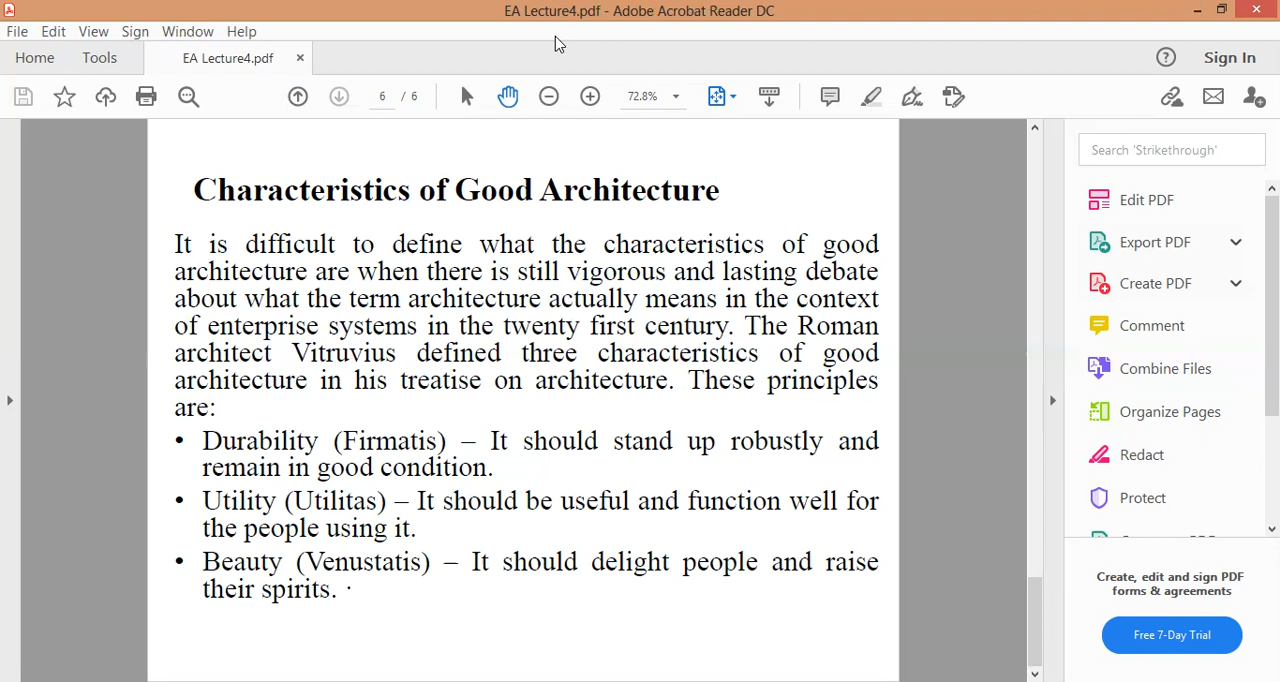 EA Lecture4.pdf - Adobe Acrobat Reader DC
File Edit View Sign Window Help
Home Tools EA Lecture4.pdf × ? Sign In
6 / 6 72.8%
Characteristics of Good Architecture
It is difficult to define what the characteristics of good
architecture are when there is still vigorous and lasting debate
about what the term architecture actually means in the context
of enterprise systems in the twenty first century. The Roman
architect Vitruvius defined three characteristics of good
architecture in his treatise on architecture. These principles
are:
• Durability (Firmatis) – It should stand up robustly and
remain in good condition.
• Utility (Utilitas) – It should be useful and function well for
the people using it.
• Beauty (Venustatis) – It should delight people and raise
their spirits. ·
Search 'Strikethrough'
Edit PDF
Export PDF
Create PDF
Comment
Combine Files
Organize Pages
Redact
Protect
Create, edit and sign PDF
forms & agreements
Free 7-Day Trial